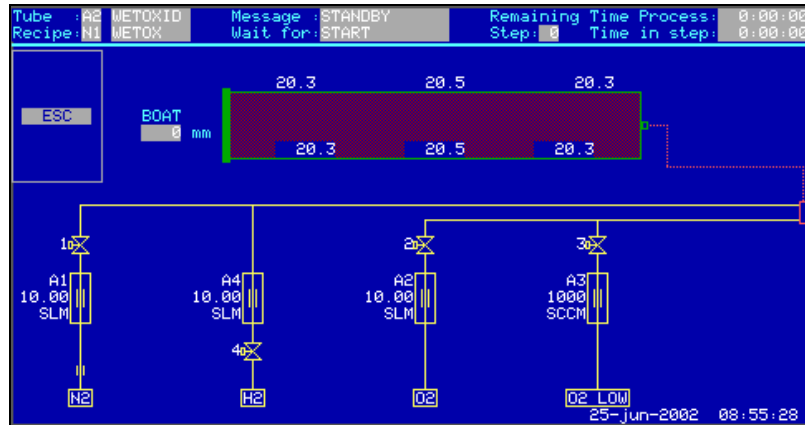 Tube :A2 WETOXID Message :STANDBY Remaining Time Process: 0:00:00
Recipe:N1 WETOX Wait for:START Step: 0 Time in step: 0:00:00
20.3 20.5 20.3
ESC BOAT
0 mm
20.3 20.5 20.3
1 2 3
A1 A4 A2 A3
10.00 10.00 10.00 1000
SLM SLM SLM SCCM
4
N2 H2 O2 O2 LOW
25-jun-2002 08:55:28